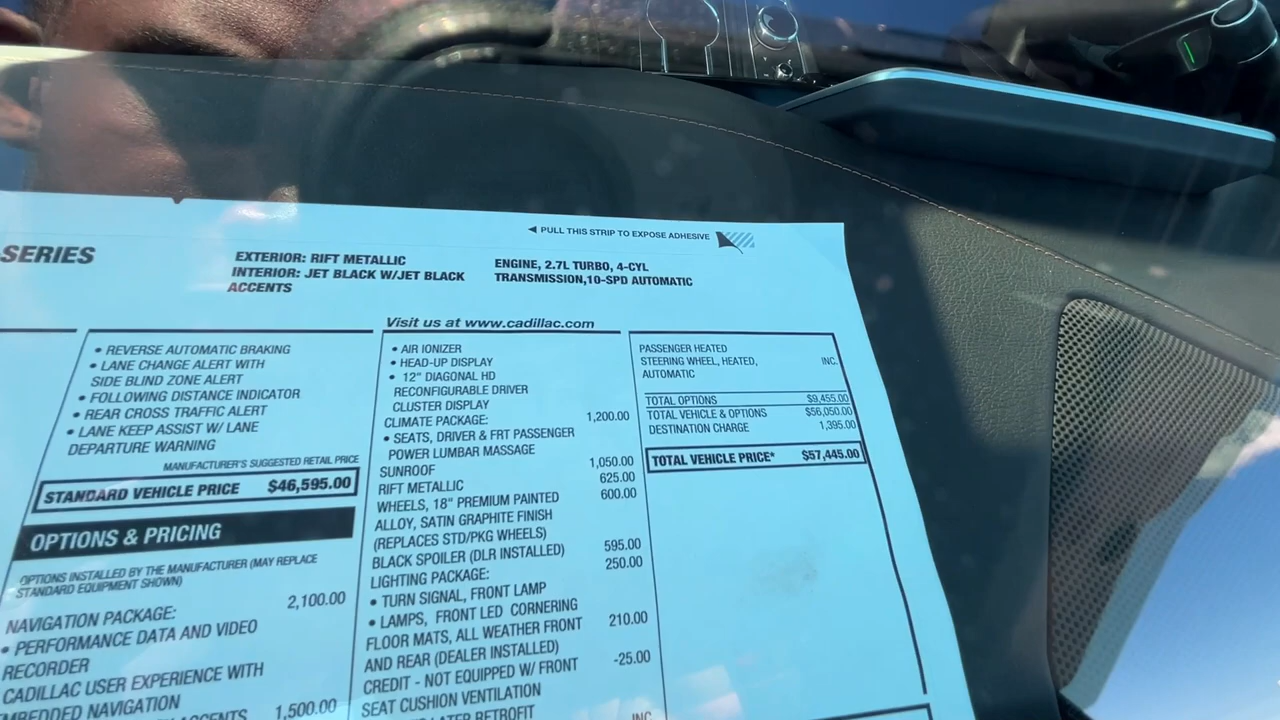 ◀ PULL THIS STRIP TO EXPOSE ADHESIVE
SERIES
EXTERIOR: RIFT METALLIC
INTERIOR: JET BLACK W/JET BLACK
ACCENTS
ENGINE, 2.7L TURBO, 4-CYL
TRANSMISSION,10-SPD AUTOMATIC
Visit us at www.cadillac.com
• REVERSE AUTOMATIC BRAKING
• LANE CHANGE ALERT WITH
SIDE BLIND ZONE ALERT
• FOLLOWING DISTANCE INDICATOR
• REAR CROSS TRAFFIC ALERT
• LANE KEEP ASSIST W/ LANE
DEPARTURE WARNING
MANUFACTURER'S SUGGESTED RETAIL PRICE
STANDARD VEHICLE PRICE $46,595.00
OPTIONS & PRICING
OPTIONS INSTALLED BY THE MANUFACTURER (MAY REPLACE
STANDARD EQUIPMENT SHOWN)
NAVIGATION PACKAGE: 2,100.00
• PERFORMANCE DATA AND VIDEO
RECORDER
CADILLAC USER EXPERIENCE WITH
EMBEDDED NAVIGATION
ACCENTS 1,500.00
• AIR IONIZER
• HEAD-UP DISPLAY
• 12" DIAGONAL HD
RECONFIGURABLE DRIVER
CLUSTER DISPLAY
CLIMATE PACKAGE: 1,200.00
• SEATS, DRIVER & FRT PASSENGER
POWER LUMBAR MASSAGE
SUNROOF 1,050.00
RIFT METALLIC 625.00
WHEELS, 18" PREMIUM PAINTED 600.00
ALLOY, SATIN GRAPHITE FINISH
(REPLACES STD/PKG WHEELS)
BLACK SPOILER (DLR INSTALLED) 595.00
LIGHTING PACKAGE: 250.00
• TURN SIGNAL, FRONT LAMP
• LAMPS, FRONT LED CORNERING
FLOOR MATS, ALL WEATHER FRONT 210.00
AND REAR (DEALER INSTALLED)
CREDIT - NOT EQUIPPED W/ FRONT -25.00
SEAT CUSHION VENTILATION
LATER RETROFIT INC.
PASSENGER HEATED
STEERING WHEEL, HEATED, INC.
AUTOMATIC
TOTAL OPTIONS $9,455.00
TOTAL VEHICLE & OPTIONS $56,050.00
DESTINATION CHARGE 1,395.00
TOTAL VEHICLE PRICE* $57,445.00